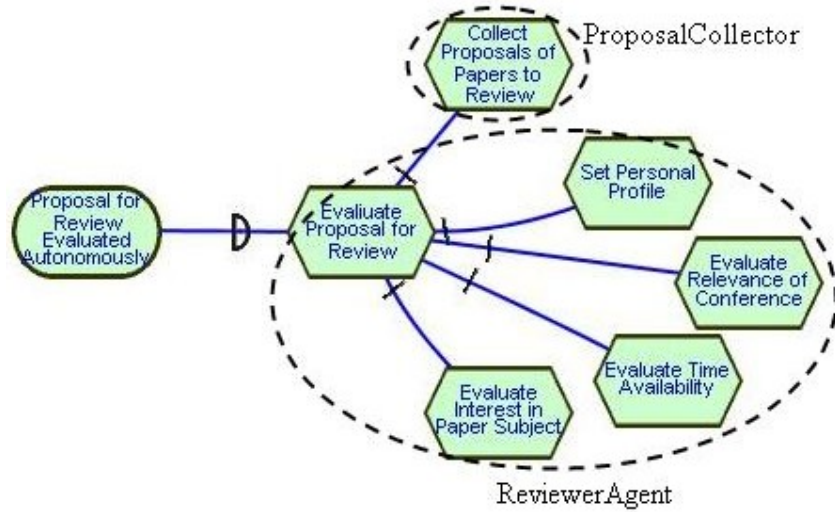 Collect
Proposals of
Papers to
Review
ProposalCollector
Set Personal
Profile
Proposal for
Review
Evaluated
Autonomously
Evaliuate
Proposal for
Review
Evaluate
Relevance of
Conference
Evaluate Time
Availability
Evaluate
Interest in
Paper Subject
ReviewerAgent